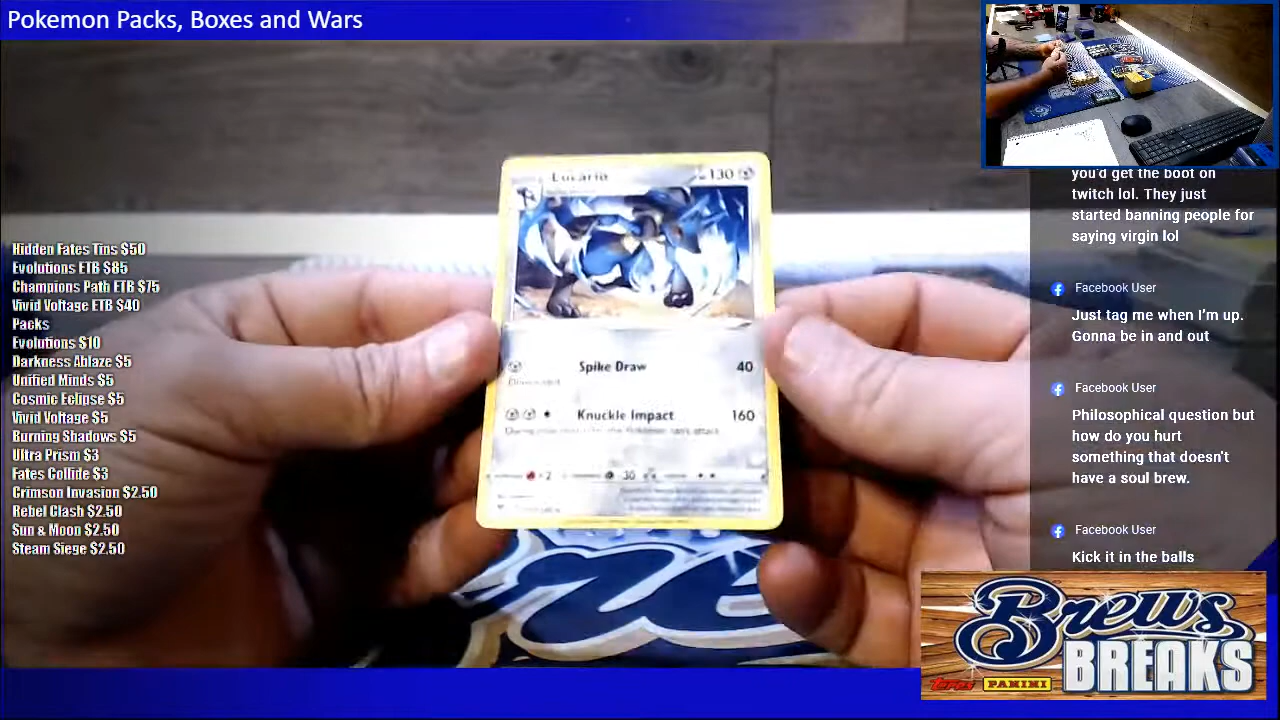 Pokemon Packs, Boxes and Wars
Hidden Fates Tins $50
Evolutions ETB $85
Champions Path ETB $75
Vivid Voltage ETB $40
Packs
Evolutions $10
Darkness Ablaze $5
Unified Minds $5
Cosmic Eclipse $5
Vivid Voltage $5
Burning Shadows $5
Ultra Prism $3
Fates Collide $3
Crimson Invasion $2.50
Rebel Clash $2.50
Sun & Moon $2.50
Steam Siege $2.50
Lucario 130
Spike Draw 40
Knuckle Impact 160
you'd get the boot on
twitch lol. They just
started banning people for
saying virgin lol
Facebook User
Just tag me when I'm up.
Gonna be in and out
Facebook User
Philosophical question but
how do you hurt
something that doesn't
have a soul brew.
Facebook User
Kick it in the balls
Brew's
BREAKS
Topps PANINI